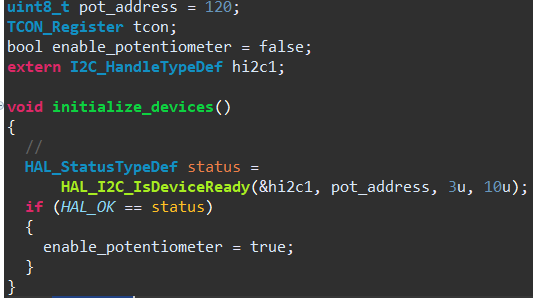 uint8_t pot_address = 120;
TCON_Register tcon;
bool enable_potentiometer = false;
extern I2C_HandleTypeDef hi2c1;

void initialize_devices()
{
  //
  HAL_StatusTypeDef status =
      HAL_I2C_IsDeviceReady(&hi2c1, pot_address, 3u, 10u);
  if (HAL_OK == status)
  {
    enable_potentiometer = true;
  }
}